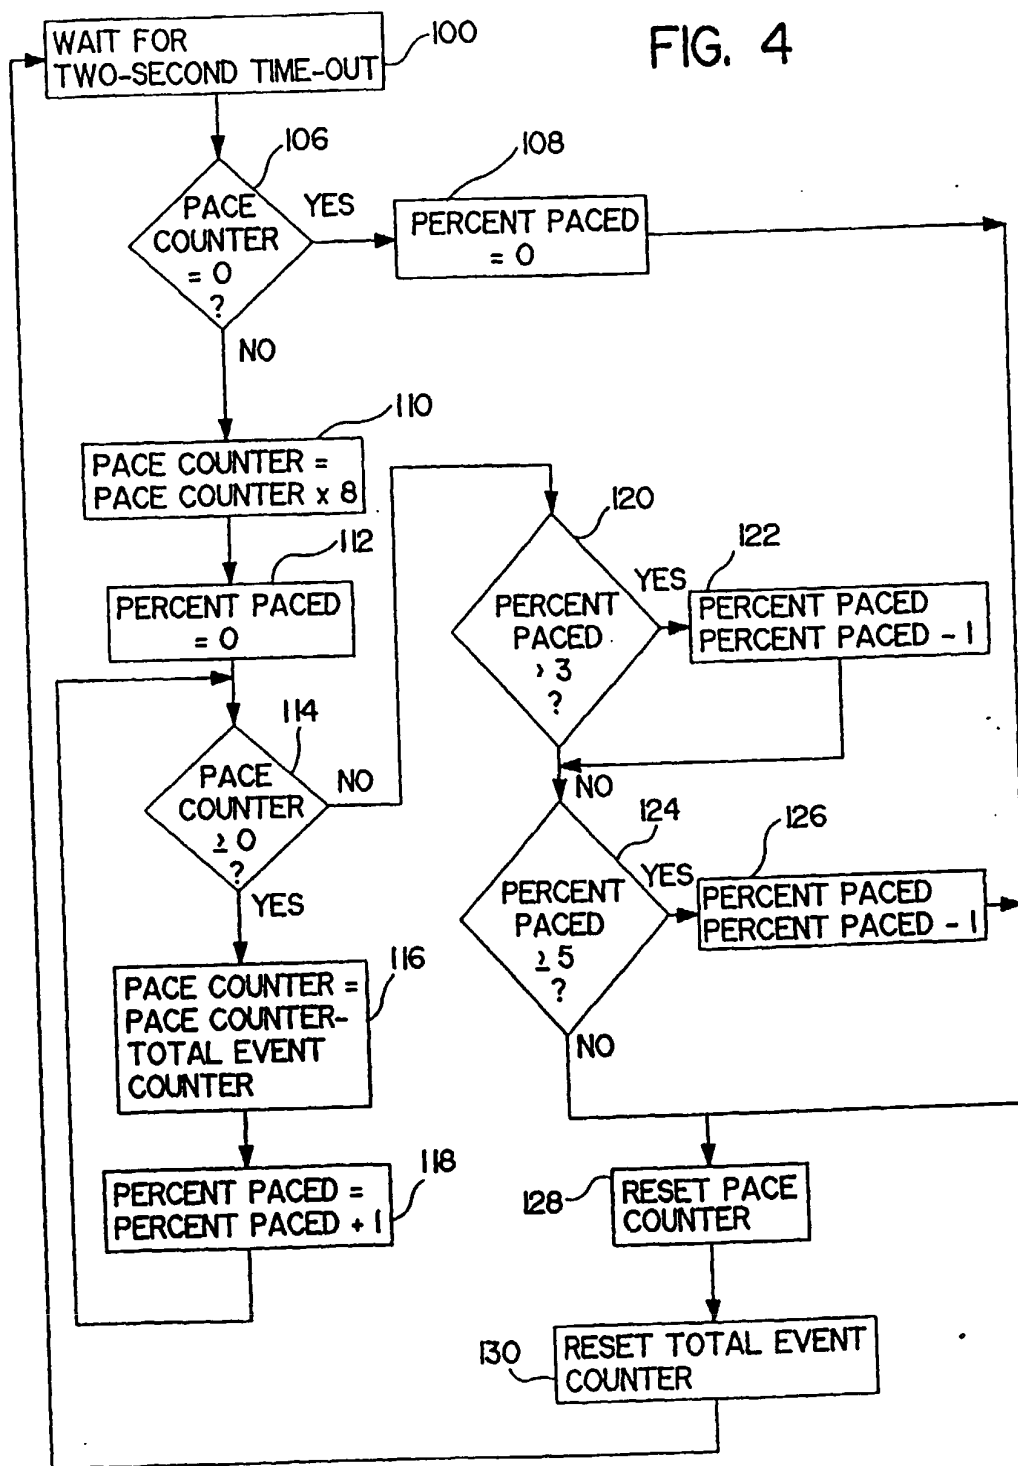 FIG. 4
WAIT FOR
TWO-SECOND TIME-OUT
100
106
PACE
COUNTER
= 0
?
YES
NO
108
PERCENT PACED
= 0
110
PACE COUNTER =
PACE COUNTER x 8
112
PERCENT PACED
= 0
114
PACE
COUNTER
≥ 0
?
NO
YES
116
PACE COUNTER =
PACE COUNTER-
TOTAL EVENT
COUNTER
118
PERCENT PACED =
PERCENT PACED + 1
120
PERCENT
PACED
> 3
?
YES
NO
122
PERCENT PACED
PERCENT PACED - 1
124
PERCENT
PACED
≥ 5
?
YES
NO
126
PERCENT PACED
PERCENT PACED - 1
128
RESET PACE
COUNTER
130
RESET TOTAL EVENT
COUNTER